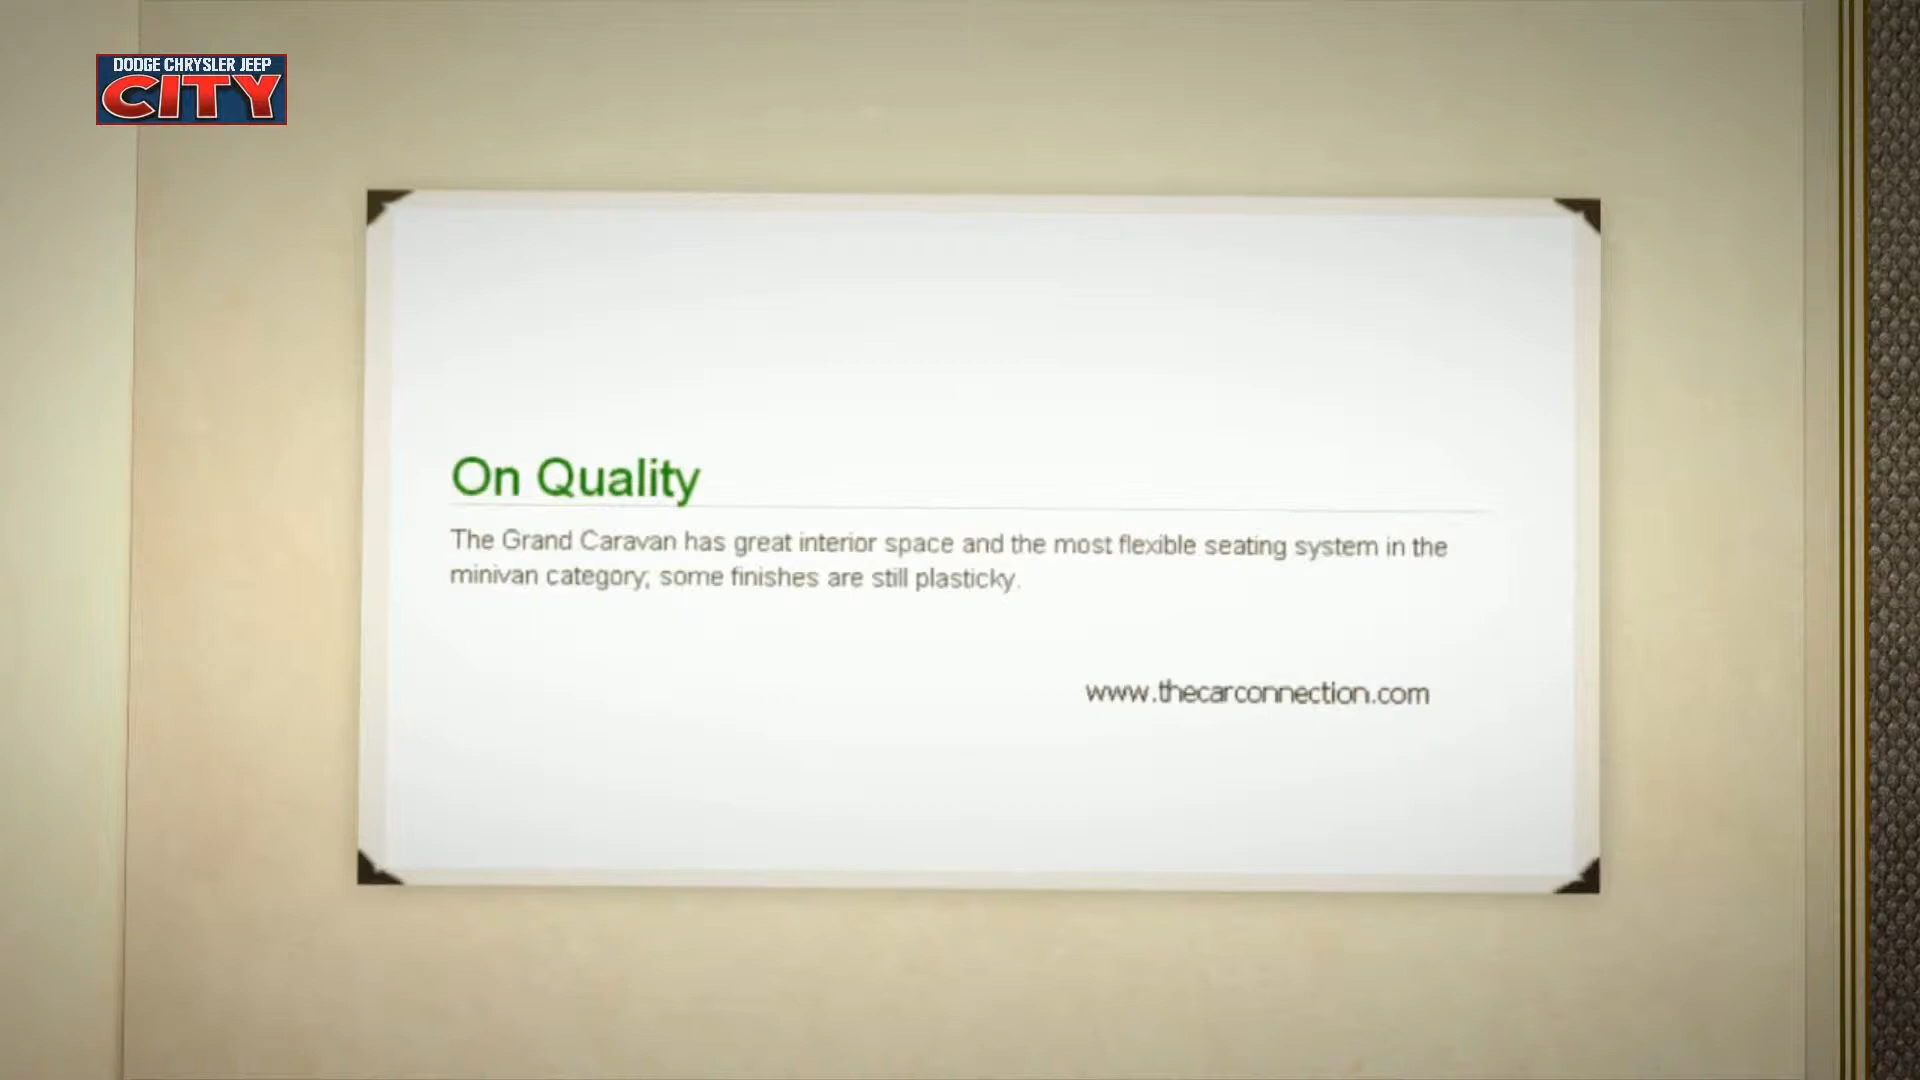 DODGE CHRYSLER JEEP
CITY
On Quality
The Grand Caravan has great interior space and the most flexible seating system in the
minivan category; some finishes are still plasticky.
www.thecarconnection.com